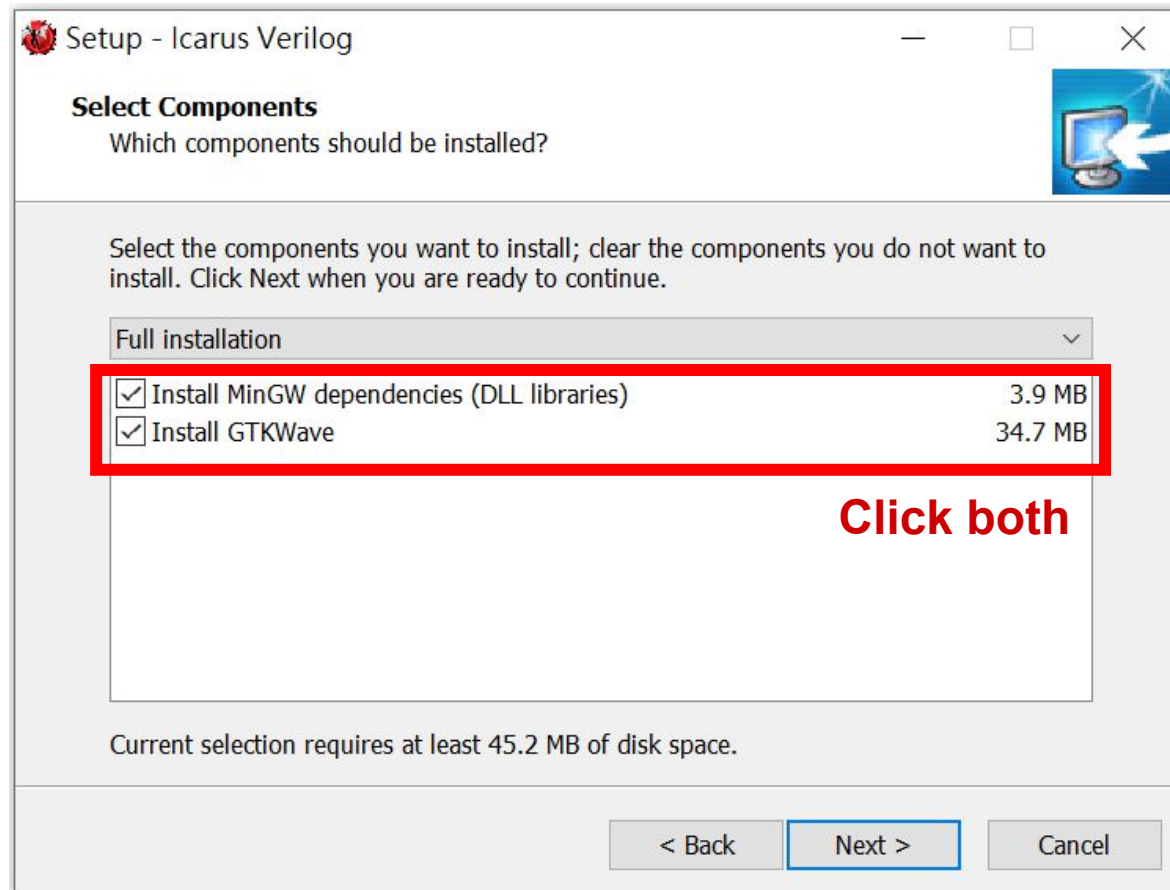 Setup - Icarus Verilog
Select Components
Which components should be installed?
Select the components you want to install; clear the components you do not want to
install. Click Next when you are ready to continue.
Full installation
Install MinGW dependencies (DLL libraries) 3.9 MB
Install GTKWave 34.7 MB
Click both
Current selection requires at least 45.2 MB of disk space.
< Back Next > Cancel